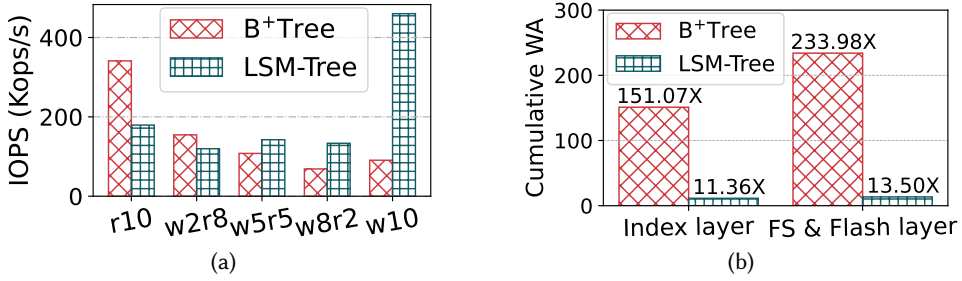 IOPS (Kops/s)
400
200
0
B⁺Tree
LSM-Tree
r10 w2r8 w5r5 w8r2 w10
(a)
Cumulative WA
300
200
100
0
B⁺Tree
LSM-Tree
151.07X
11.36X
233.98X
13.50X
Index layer FS & Flash layer
(b)